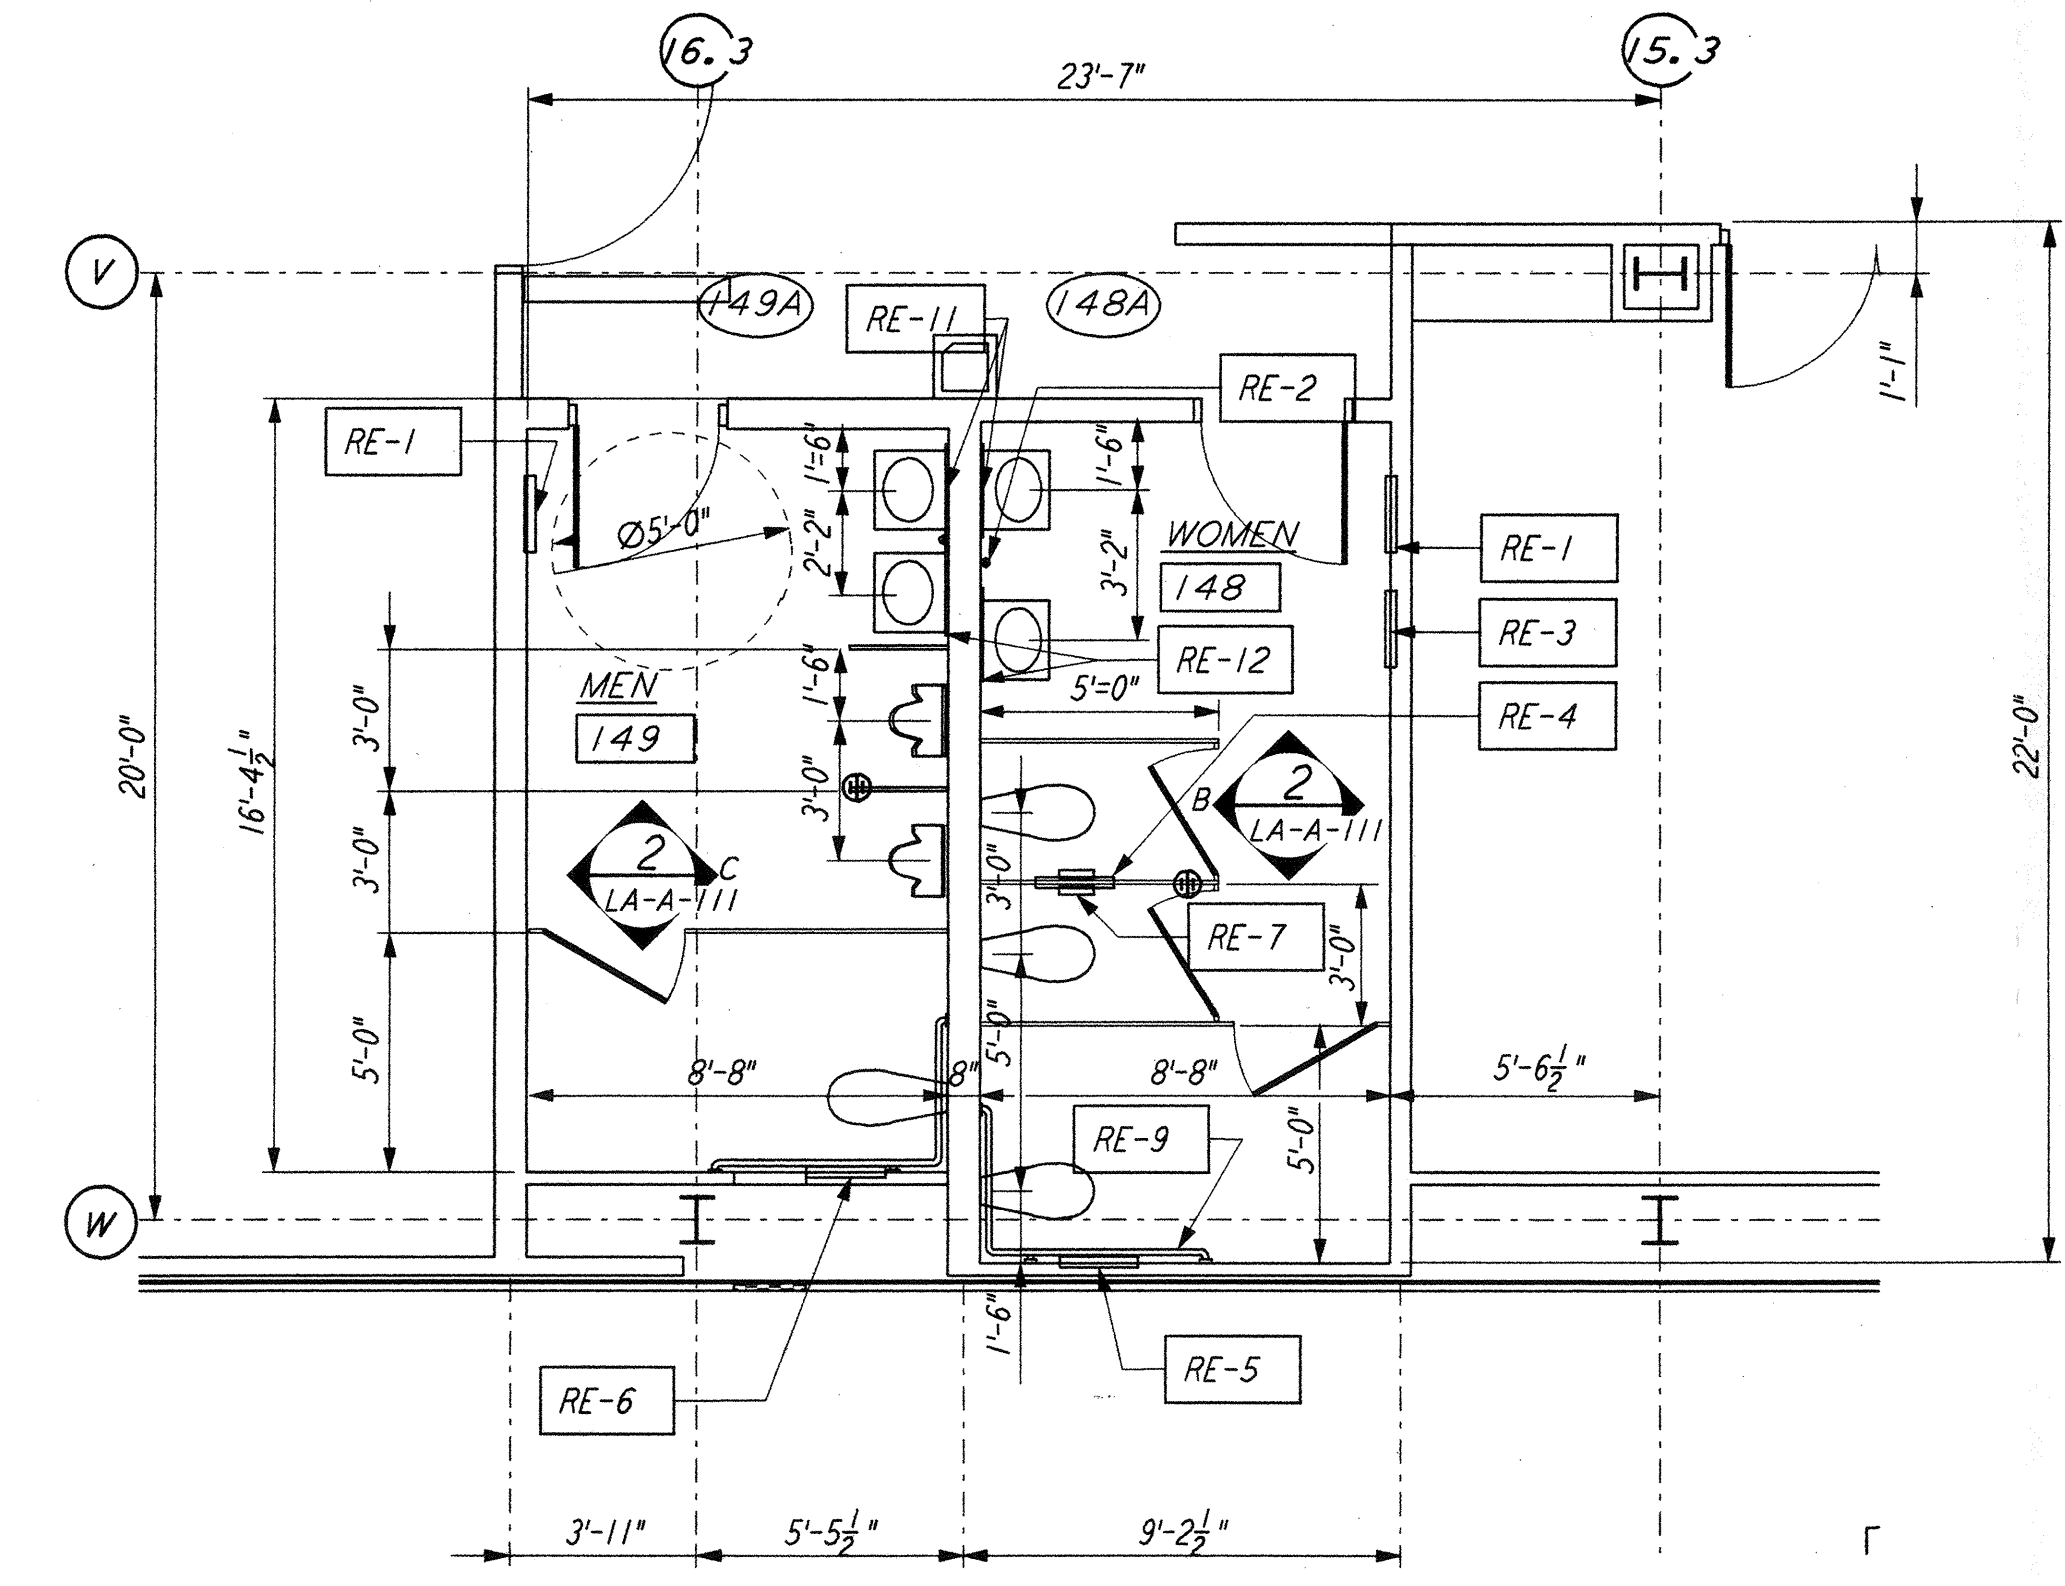 16.3
15.3
23'-7"
V
149A
RE-11
148A
RE-2
1'-1"
RE-1
1'=6"
1'-6"
Ø5'-0"
2'-2"
WOMEN
3'-2"
148
RE-1
RE-3
RE-12
1'-6"
5'=0"
MEN
149
RE-4
3'-0"
20'-0"
16'-4 1/2"
22'-0"
2
B
LA-A-111
3'-0"
2
C
LA-A-111
3'-0"
3'-0"
RE-7
3'-0"
5'-0"
5'-0"
8'-8"
8"
8'-8"
5'-6 1/2"
RE-9
5'-0"
W
1'-6"
RE-5
RE-6
3'-11"
5'-5 1/2"
9'-2 1/2"